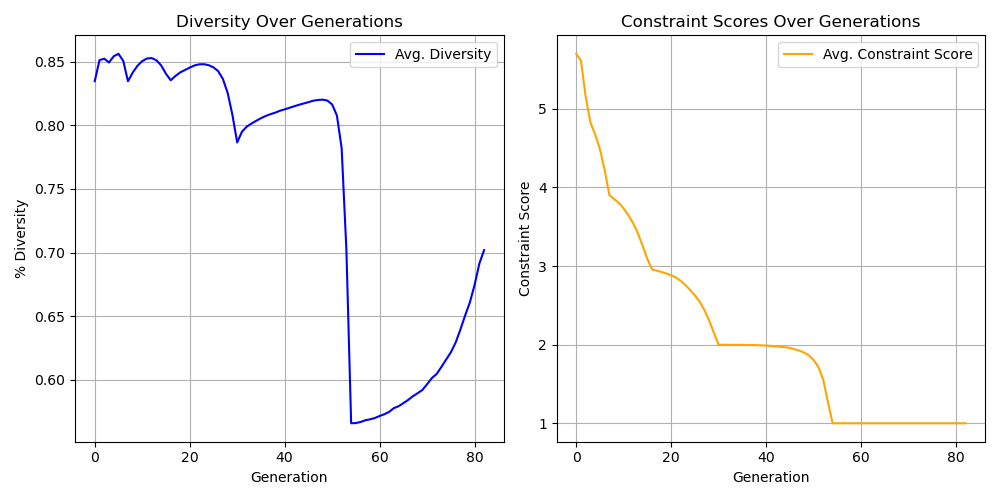 Diversity Over Generations
Avg. Diversity
% Diversity
0.85
0.80
0.75
0.70
0.65
0.60
0 20 40 60 80
Generation
Constraint Scores Over Generations
Avg. Constraint Score
Constraint Score
5
4
3
2
1
0 20 40 60 80
Generation